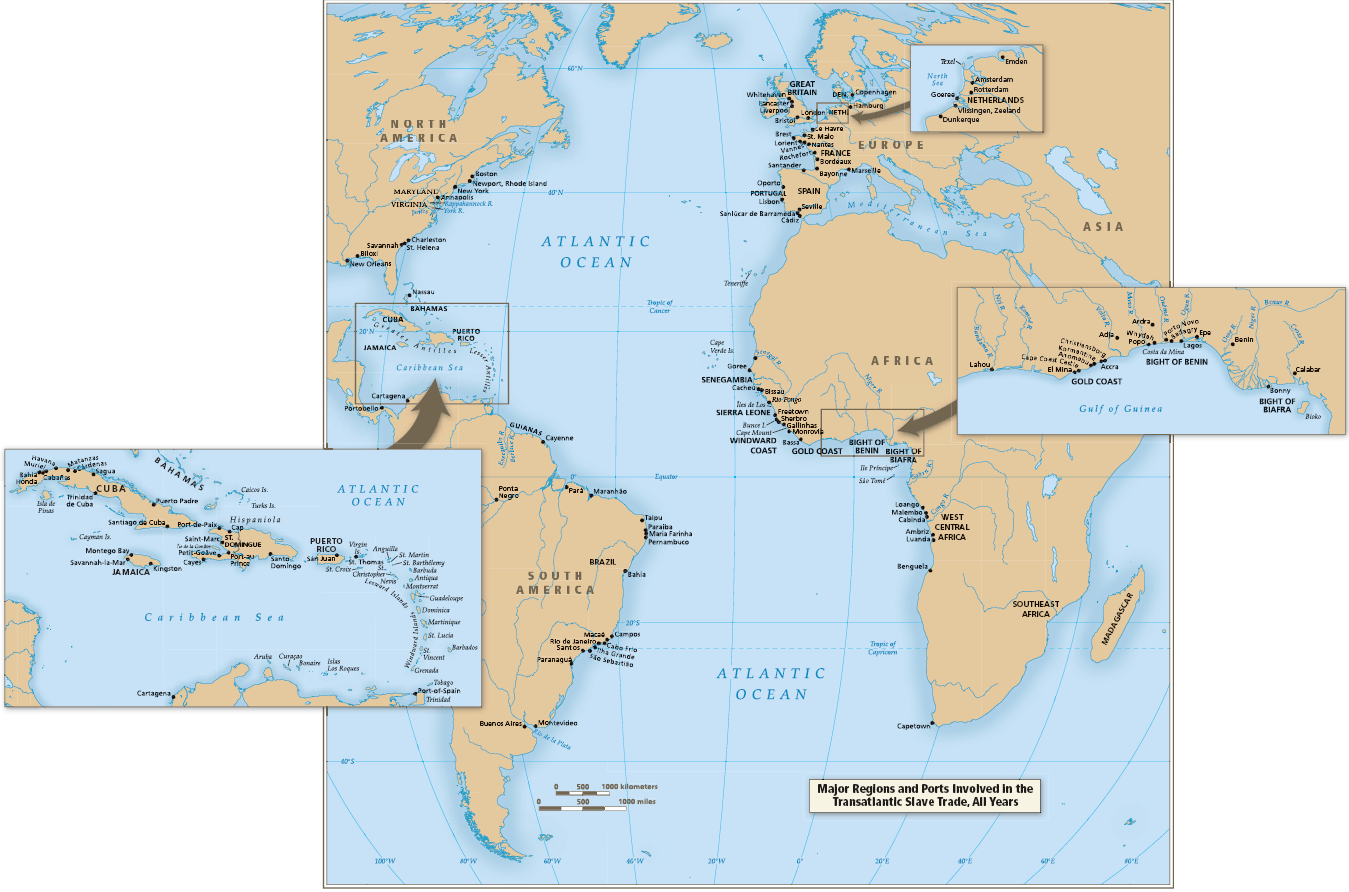 60°N
NORTH
AMERICA
Boston
Newport, Rhode Island
New York
MARYLAND
Annapolis
VIRGINIA
Rappahannock R.
York R.
40°N
Charleston
Savannah
St. Helena
Biloxi
New Orleans
Nassau
BAHAMAS
CUBA
20°N
Greater Antilles
PUERTO
RICO
JAMAICA
Lesser Antilles
Caribbean Sea
Cartagena
Portobello
ATLANTIC
OCEAN
Tropic of
Cancer
GREAT
BRITAIN
Whitehaven
Lancaster
Liverpool
Bristol
London
DEN.
Copenhagen
Hamburg
NETH.
Le Havre
Brest
St. Malo
Lorient
Nantes
Vannes
FRANCE
Rochefort
Bordeaux
Santander
Bayonne
Marseille
EUROPE
Oporto
PORTUGAL
SPAIN
Lisbon
Seville
Sanlúcar de Barrameda
Cádiz
Mediterranean Sea
ASIA
Teneriffe
Texel
Emden
North
Sea
Amsterdam
Rotterdam
Goeree
NETHERLANDS
Vlissingen, Zeeland
Dunkerque
AFRICA
Cape
Verde Is.
Senegal R.
Goree
SENEGAMBIA
Cacheu
Bissau
Rio Pongo
Îles de Los
SIERRA LEONE
Freetown
Sherbro
Bunce I.
Gallinhas
Cape Mount
Monrovia
WINDWARD
COAST
Bassa
GOLD COAST
Niger R.
BIGHT OF
BENIN
BIGHT OF
BIAFRA
Ile Príncipe
São Tomé
Loango
Malembo
Cabinda
WEST
CENTRAL
AFRICA
Ambriz
Luanda
Benguela
SOUTHEAST
AFRICA
MADAGASCAR
Capetown
Ardra
Adja
Whydah
Porto Novo
Badagry
Epe
Popo
Lagos
Benin
Christiansborg
Kormantine
Anomabu
Cape Coast Castle
Costa da Mina
Lahou
El Mina
Accra
BIGHT OF BENIN
GOLD COAST
Benue R.
Niger R.
Calabar
Bonny
BIGHT OF
BIAFRA
Bioko
Gulf of Guinea
GUIANAS
Cayenne
Essequibo R.
Berbice R.
0°
Equator
Ponta
Negro
Pará
Maranhão
Taipu
Paraiba
Maria Farinha
Pernambuco
BRAZIL
Bahia
SOUTH
AMERICA
20°S
Macaé
Campos
Rio de Janeiro
Cabo Frio
Santos
Ilha Grande
São Sebastião
Paranaguá
Tropic of
Capricorn
ATLANTIC
OCEAN
Buenos Aires
Montevideo
Río de la Plata
40°S
Havana
Matanzas
Muriel
Cárdenas
Bahia
Honda
Cabañas
Sagua
CUBA
BAHAMAS
ATLANTIC
OCEAN
Isla de
Pinas
Trinidad
de Cuba
Puerto Padre
Caicos Is.
Turks Is.
Santiago de Cuba
Port-de-Paix
Cap
Hispaniola
Cayman Is.
Saint-Marc
ST.
DOMINGUE
Île de la Gonâve
Montego Bay
Petit-Goâve
Savannah-la-Mar
Cayes
Port-au
Prince
Santo
Domingo
JAMAICA
Kingston
PUERTO
RICO
San Juan
Virgin
Is.
Anguilla
St. Thomas
St. Martin
St. Barthélemy
St. Croix
St.
Christopher
Barbuda
Nevis
Antigua
Montserrat
Leeward Islands
Guadeloupe
Dominica
Martinique
St. Lucia
Windward Islands
St.
Vincent
Barbados
Grenada
Caribbean Sea
Aruba
Curaçao
Bonaire
Islas
Los Roques
Tobago
Port-of-Spain
Trinidad
Cartagena
0 500 1000 kilometers
0 500 1000 miles
Major Regions and Ports Involved in the
Transatlantic Slave Trade, All Years
100°W 80°W 60°W 40°W 20°W 0° 20°E 40°E 60°E 80°E